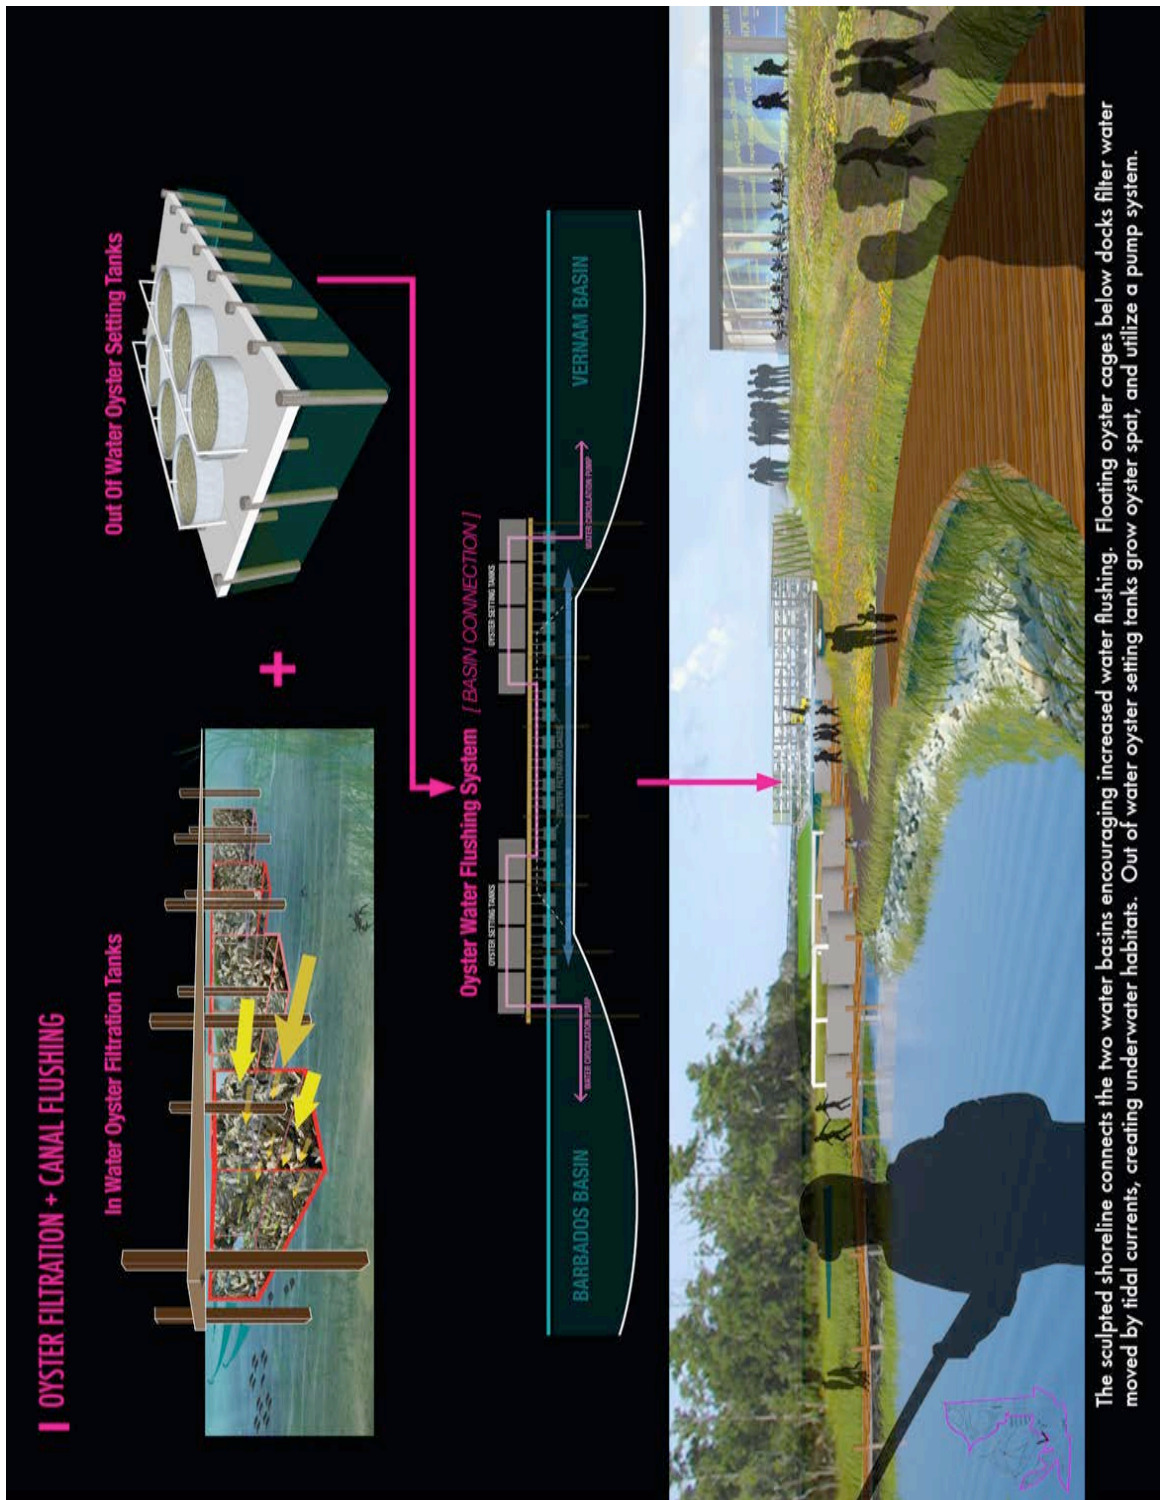 OYSTER FILTRATION + CANAL FLUSHING
In Water Oyster Filtration Tanks
Out Of Water Oyster Setting Tanks
+
Oyster Water Flushing System [ BASIN CONNECTION ]
OYSTER SETTING TANKS
OYSTER SETTING TANKS
OYSTER FILTRATION CAGES
WATER CIRCULATION PUMP
WATER CIRCULATION PUMP
BARBADOS BASIN
VERNAM BASIN
The sculpted shoreline connects the two water basins encouraging increased water flushing. Floating oyster cages below docks filter water
moved by tidal currents, creating underwater habitats. Out of water oyster setting tanks grow oyster spat, and utilize a pump system.